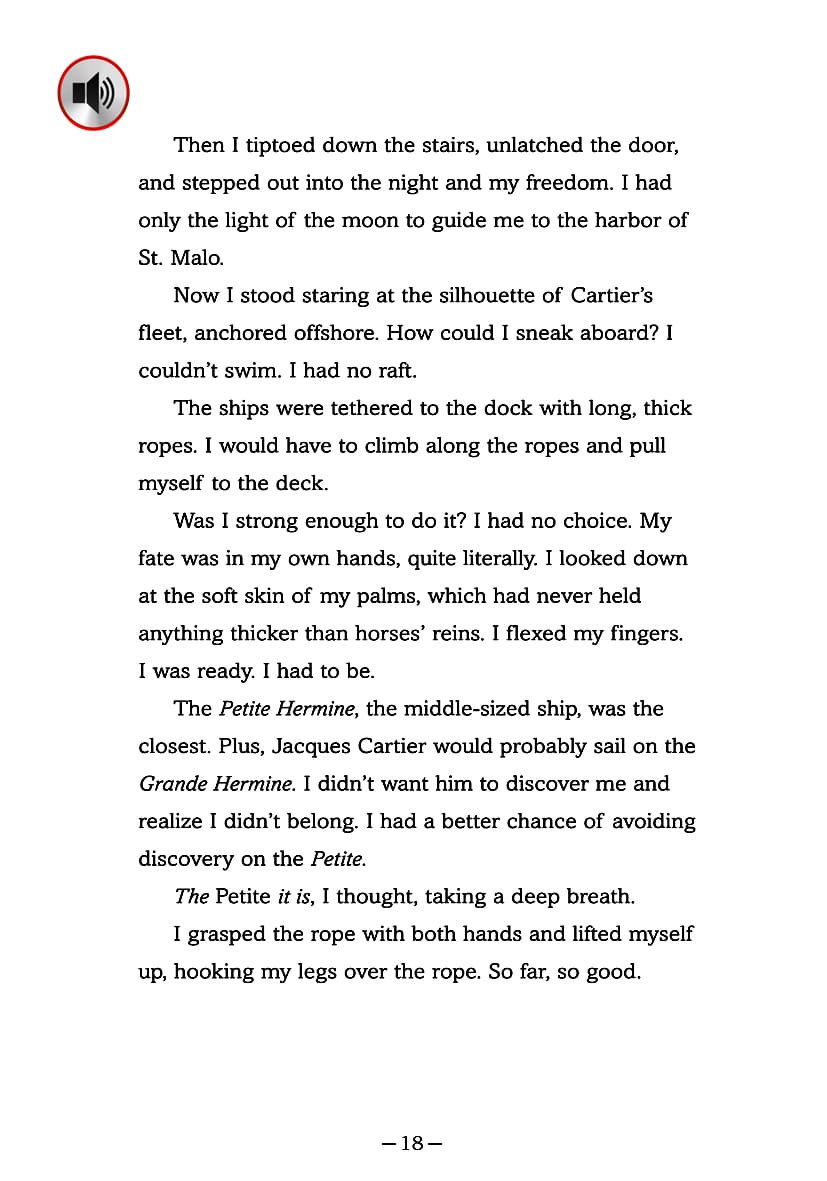 Then I tiptoed down the stairs, unlatched the door,
and stepped out into the night and my freedom. I had
only the light of the moon to guide me to the harbor of
St. Malo.
Now I stood staring at the silhouette of Cartier’s
fleet, anchored offshore. How could I sneak aboard? I
couldn’t swim. I had no raft.
The ships were tethered to the dock with long, thick
ropes. I would have to climb along the ropes and pull
myself to the deck.
Was I strong enough to do it? I had no choice. My
fate was in my own hands, quite literally. I looked down
at the soft skin of my palms, which had never held
anything thicker than horses’ reins. I flexed my fingers.
I was ready. I had to be.
The Petite Hermine, the middle-sized ship, was the
closest. Plus, Jacques Cartier would probably sail on the
Grande Hermine. I didn’t want him to discover me and
realize I didn’t belong. I had a better chance of avoiding
discovery on the Petite.
The Petite it is, I thought, taking a deep breath.
I grasped the rope with both hands and lifted myself
up, hooking my legs over the rope. So far, so good.
—18—